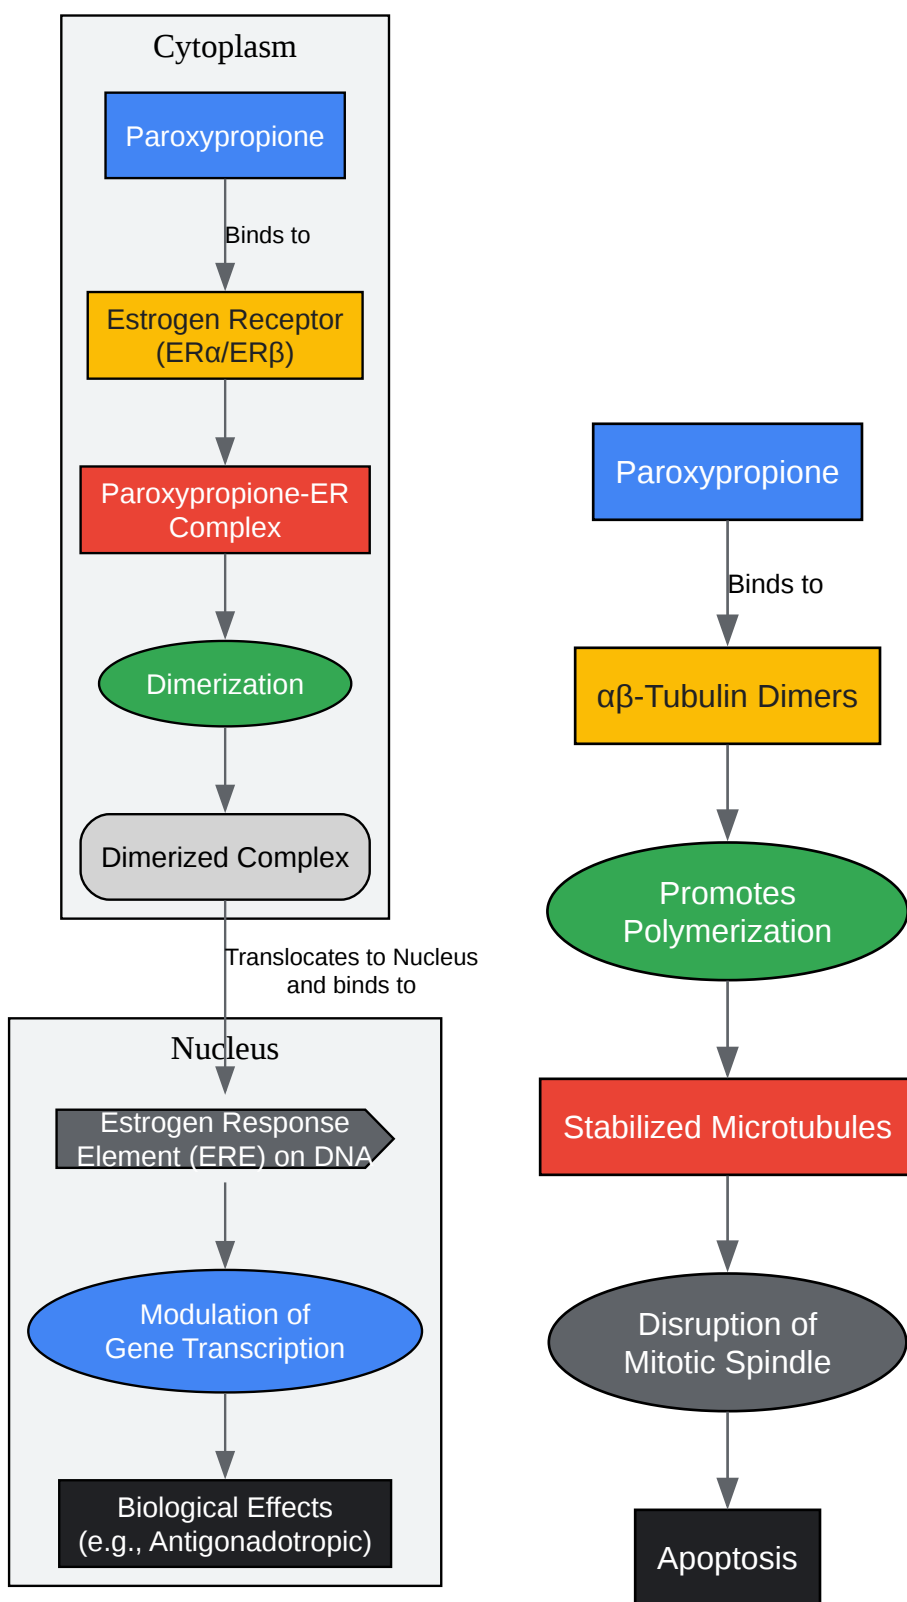 Cytoplasm
Paroxypropione
Binds to
Estrogen Receptor
(ERα/ERβ)
Paroxypropione-ER
Complex
Dimerization
Dimerized Complex
Translocates to Nucleus
and binds to
Nucleus
Estrogen Response
Element (ERE) on DNA
Modulation of
Gene Transcription
Biological Effects
(e.g., Antigonadotropic)
Paroxypropione
Binds to
αβ-Tubulin Dimers
Promotes
Polymerization
Stabilized Microtubules
Disruption of
Mitotic Spindle
Apoptosis